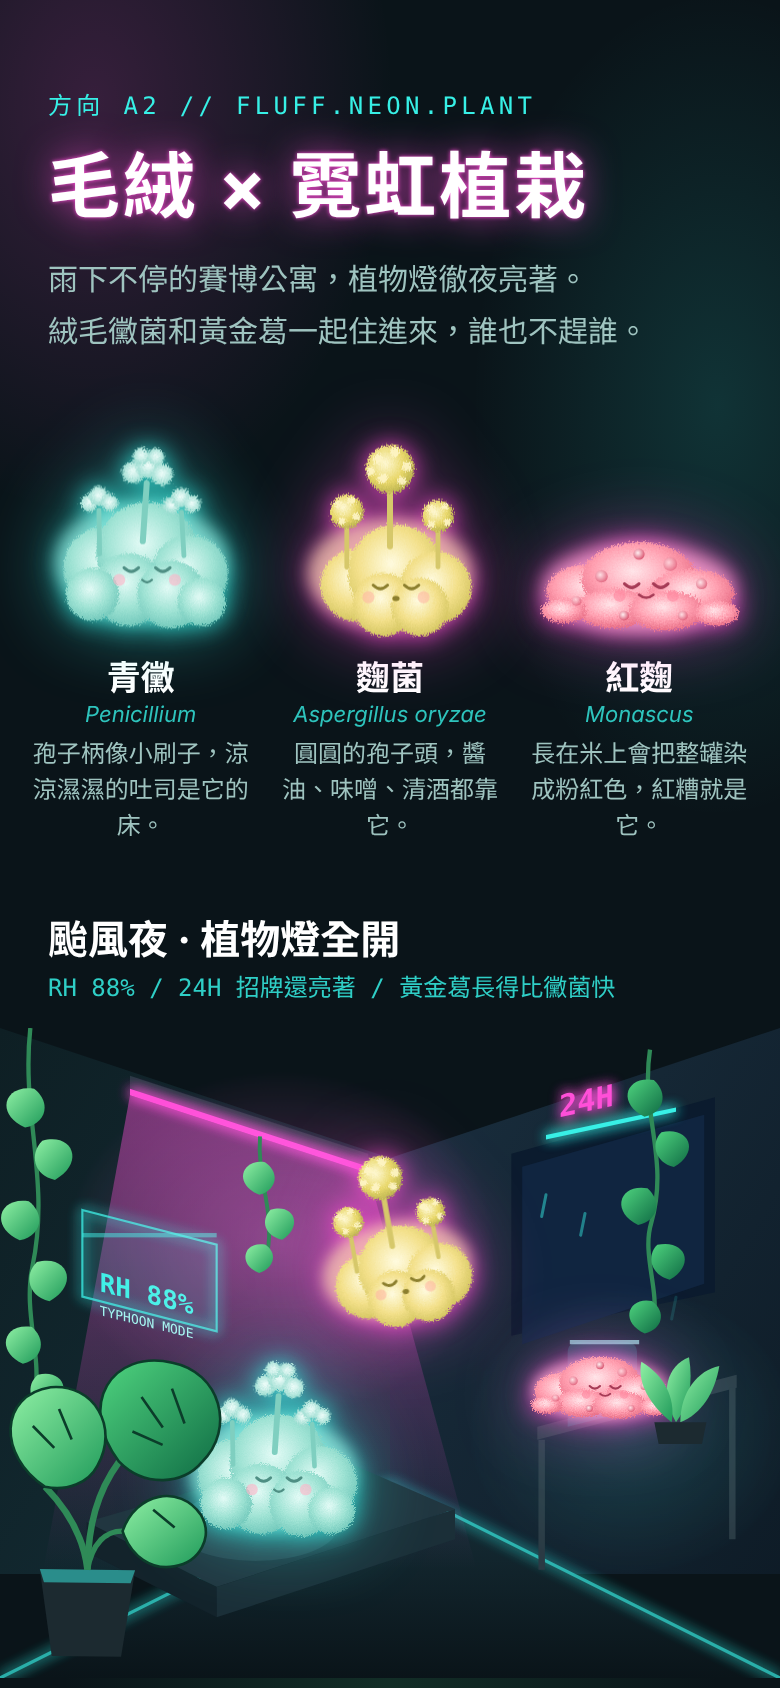 方向 A2 // FLUFF.NEON.PLANT
毛絨 × 霓虹植栽
雨下不停的賽博公寓，植物燈徹夜亮著。
絨毛黴菌和黃金葛一起住進來，誰也不趕誰。
青黴
Penicillium
孢子柄像小刷子，涼
涼濕濕的吐司是它的
床。
麴菌
Aspergillus oryzae
圓圓的孢子頭，醬
油、味噌、清酒都靠
它。
紅麴
Monascus
長在米上會把整罐染
成粉紅色，紅糟就是
它。
颱風夜 · 植物燈全開
RH 88% / 24H 招牌還亮著 / 黃金葛長得比黴菌快
24H
RH 88%
TYPHOON MODE